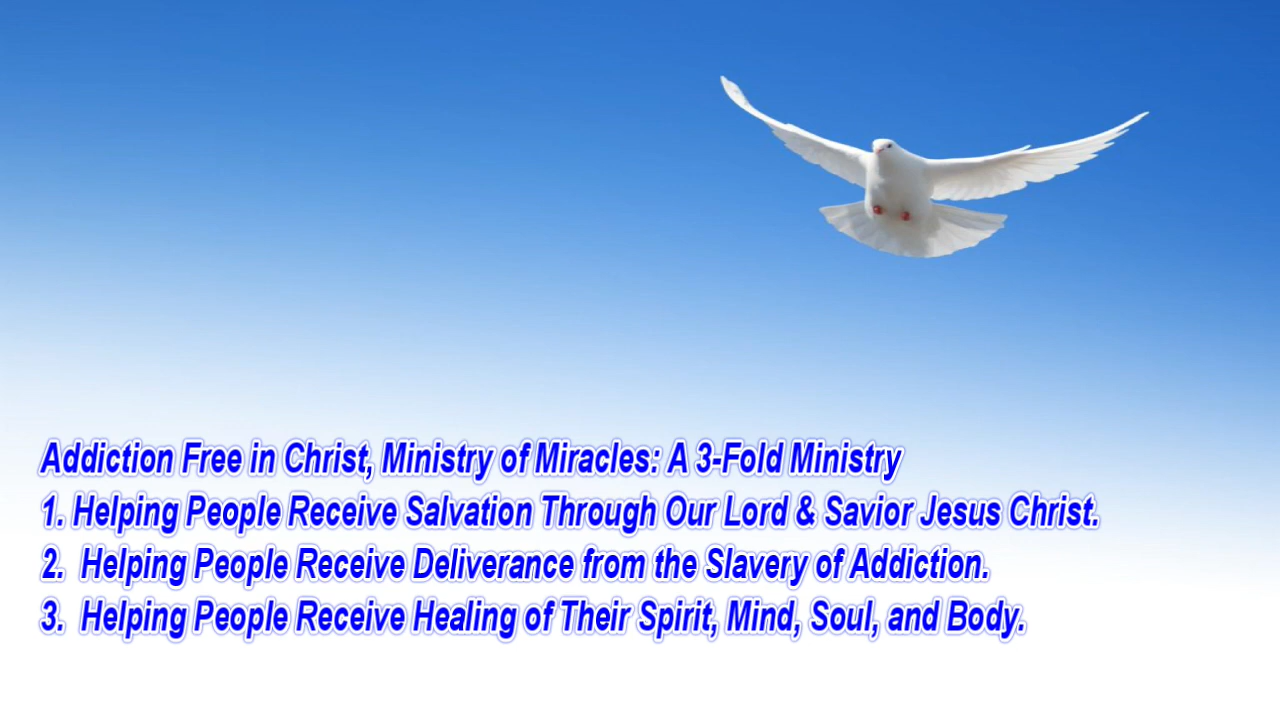 Addiction Free in Christ, Ministry of Miracles: A 3-Fold Ministry
1. Helping People Receive Salvation Through Our Lord & Savior Jesus Christ.
2.  Helping People Receive Deliverance from the Slavery of Addiction.
3.  Helping People Receive Healing of Their Spirit, Mind, Soul, and Body.